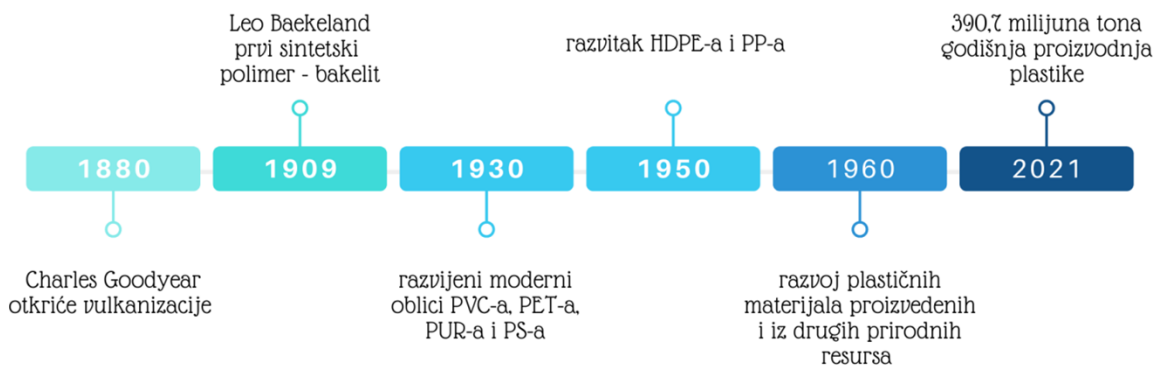 Leo Baekeland
prvi sintetski
polimer - bakelit
razvitak HDPE-a i PP-a
390,7 milijuna tona
godišnja proizvodnja
plastike
1880
1909
1930
1950
1960
2021
Charles Goodyear
otkriće vulkanizacije
razvijeni moderni
oblici PVC-a, PET-a,
PUR-a i PS-a
razvoj plastičnih
materijala proizvedenih
i iz drugih prirodnih
resursa